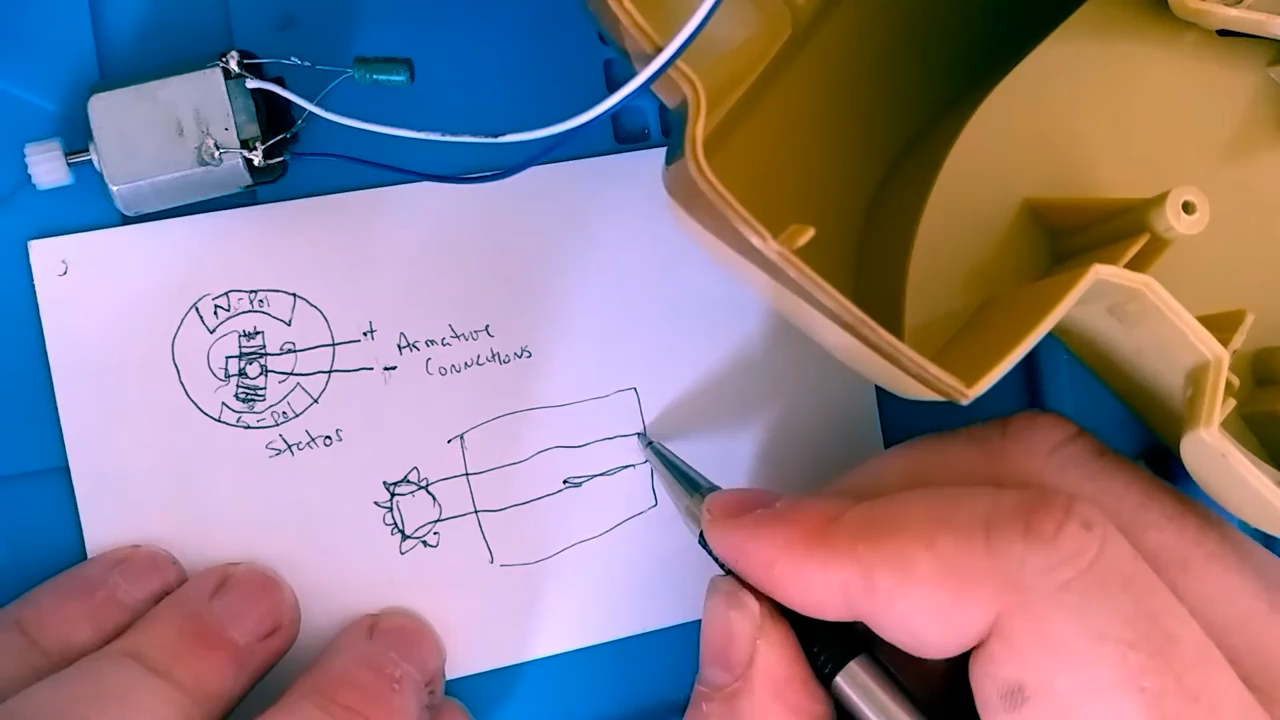 N-Pol
+ Armature
- Connections
S-Pol
Stator